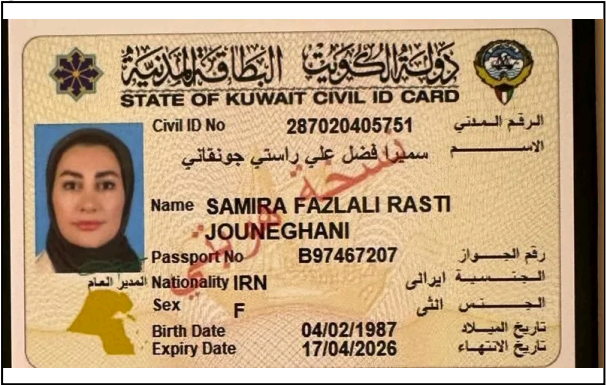 دولة الكويت البطاقة المدنية
STATE OF KUWAIT CIVIL ID CARD
Civil ID No 287020405751 الرقم المدني
سميرا فضل علي راستي جونقاني الاسم
Name SAMIRA FAZLALI RASTI
JOUNEGHANI
Passport No B97467207 رقم الجواز
المدير العام Nationality IRN الجنسية ايرالى
Sex F الجنس انثى
Birth Date 04/02/1987 تاريخ الميلاد
Expiry Date 17/04/2026 تاريخ الانتهاء